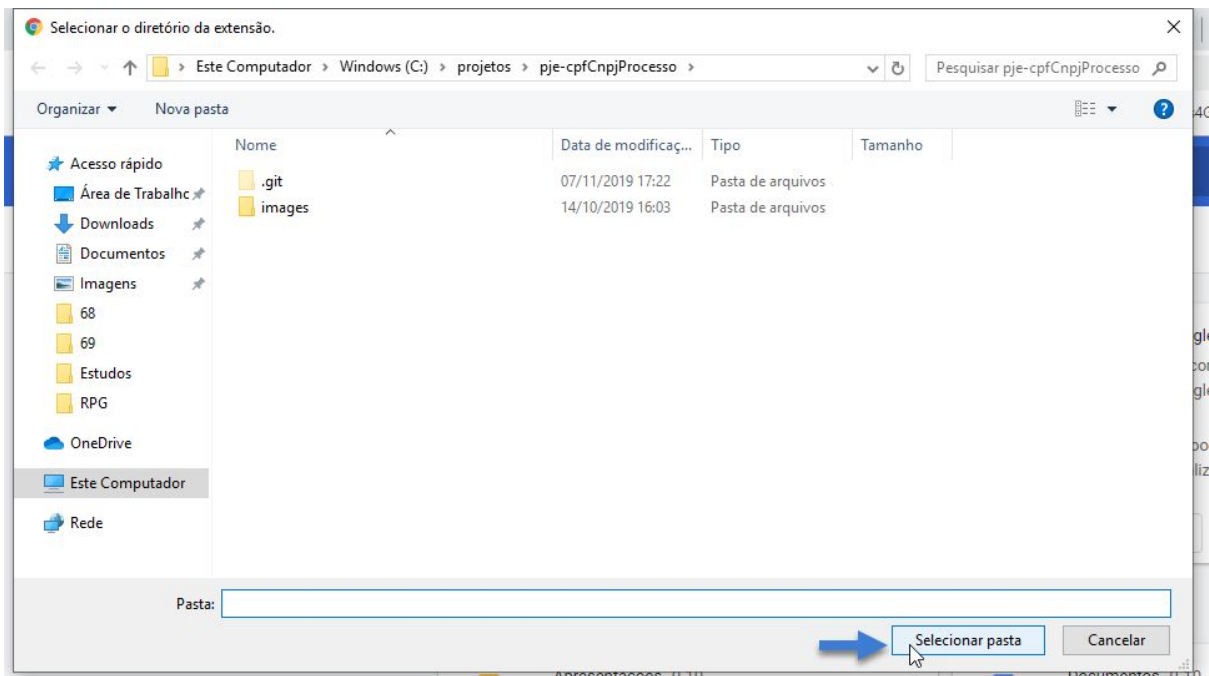 Selecionar o diretório da extensão.
Este Computador > Windows (C:) > projetos > pje-cpfCnpjProcesso >
Pesquisar pje-cpfCnpjProcesso
Organizar
Nova pasta
Nome
Data de modificaç...
Tipo
Tamanho
.git
07/11/2019 17:22
Pasta de arquivos
images
14/10/2019 16:03
Pasta de arquivos
Acesso rápido
Área de Trabalhc
Downloads
Documentos
Imagens
68
69
Estudos
RPG
OneDrive
Este Computador
Rede
Pasta:
Selecionar pasta
Cancelar